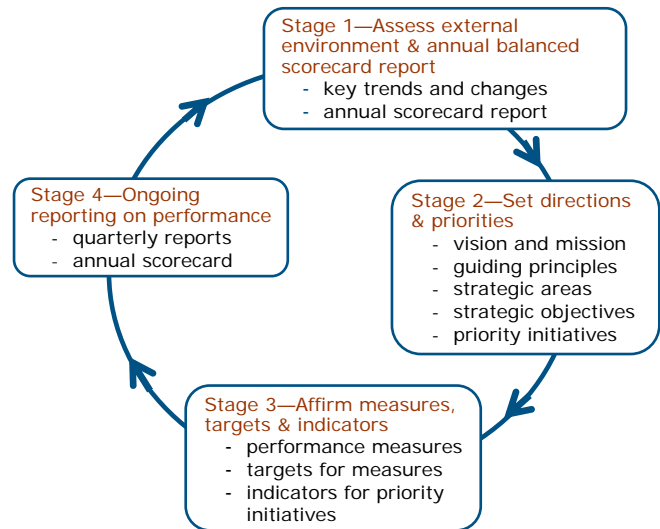 Stage 1—Assess external
environment & annual balanced
scorecard report
- key trends and changes
- annual scorecard report
Stage 2—Set directions
& priorities
- vision and mission
- guiding principles
- strategic areas
- strategic objectives
- priority initiatives
Stage 3—Affirm measures,
targets & indicators
- performance measures
- targets for measures
- indicators for priority
initiatives
Stage 4—Ongoing
reporting on performance
- quarterly reports
- annual scorecard